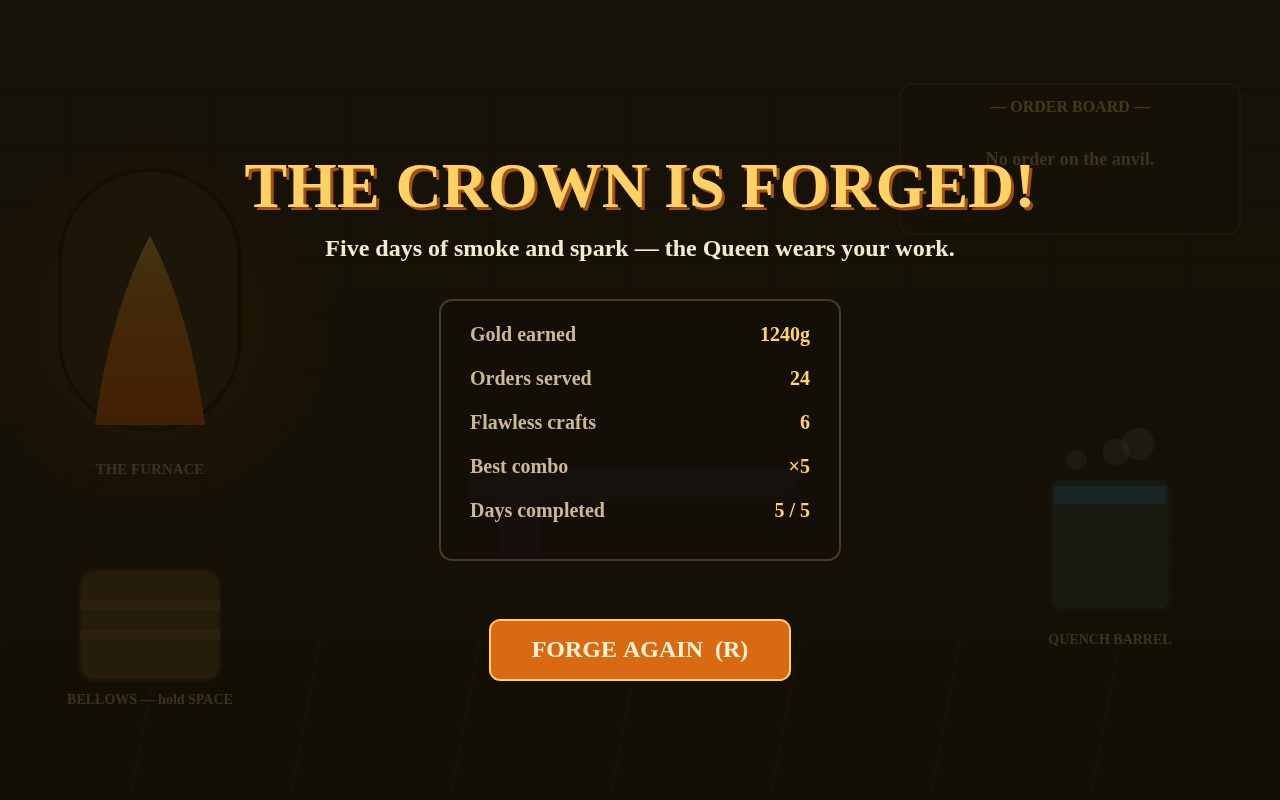 — ORDER BOARD —
No order on the anvil.
THE CROWN IS FORGED!
Five days of smoke and spark — the Queen wears your work.
Gold earned 1240g
Orders served 24
Flawless crafts 6
Best combo ×5
Days completed 5 / 5
THE FURNACE
FORGE AGAIN (R)
QUENCH BARREL
BELLOWS — hold SPACE